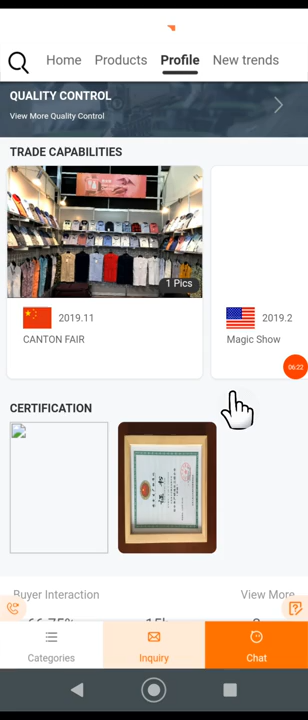 Home Products Profile New trends
QUALITY CONTROL
View More Quality Control
TRADE CAPABILITIES
1 Pics
2019.11
2019.2
CANTON FAIR
Magic Show
06:22
CERTIFICATION
Buyer Interaction View More
Categories Inquiry Chat